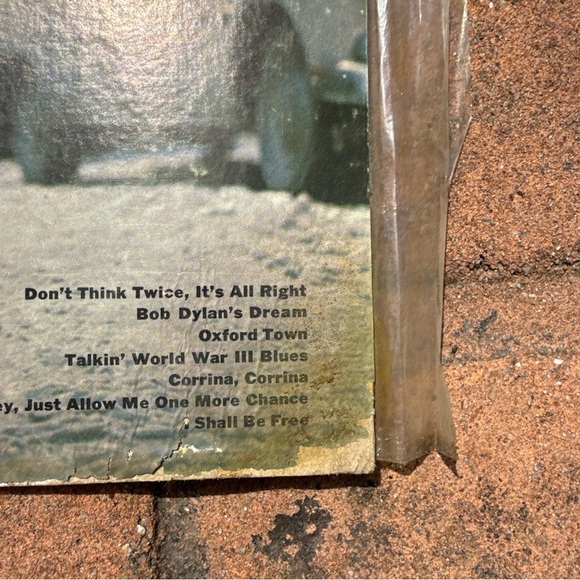 Don't Think Twice, It's All Right
Bob Dylan's Dream
Oxford Town
Talkin' World War III Blues
Corrina, Corrina
ey, Just Allow Me One More Chance
I Shall Be Free